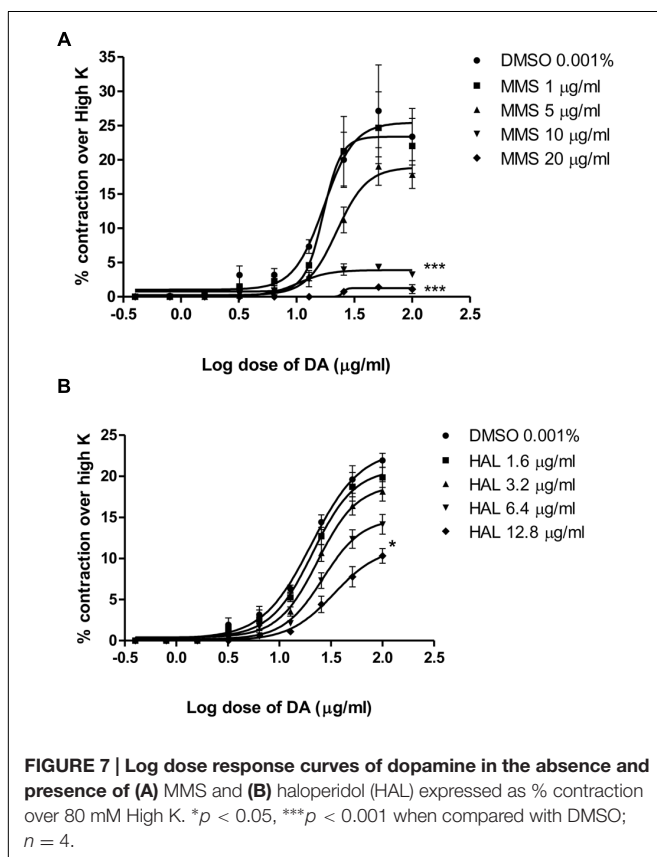 A
% contraction over High K
35
30
25
20
15
10
5
0
-0.5 0.0 0.5 1.0 1.5 2.0 2.5
Log dose of DA (μg/ml)
DMSO 0.001%
MMS 1 μg/ml
MMS 5 μg/ml
MMS 10 μg/ml
MMS 20 μg/ml
***
***
B
% contraction over high K
25
20
15
10
5
0
-0.5 0.0 0.5 1.0 1.5 2.0 2.5
Log dose of DA (μg/ml)
DMSO 0.001%
HAL 1.6 μg/ml
HAL 3.2 μg/ml
HAL 6.4 μg/ml
HAL 12.8 μg/ml
*
FIGURE 7 | Log dose response curves of dopamine in the absence and
presence of (A) MMS and (B) haloperidol (HAL) expressed as % contraction
over 80 mM High K. *p < 0.05, ***p < 0.001 when compared with DMSO;
n = 4.